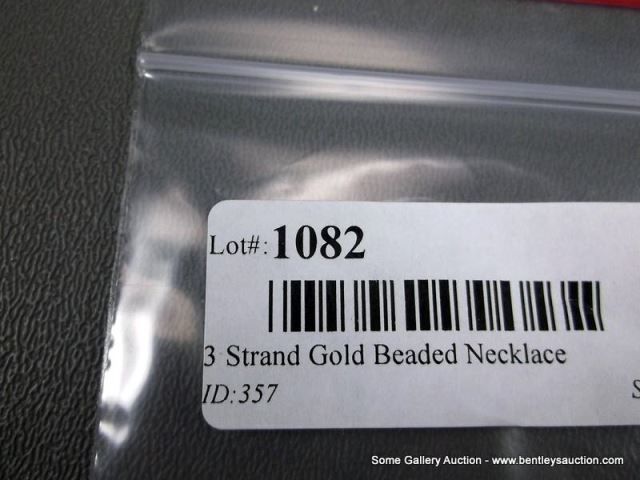 Lot#: 1082
3 Strand Gold Beaded Necklace
ID:357
S
Some Gallery Auction - www.bentleysauction.com